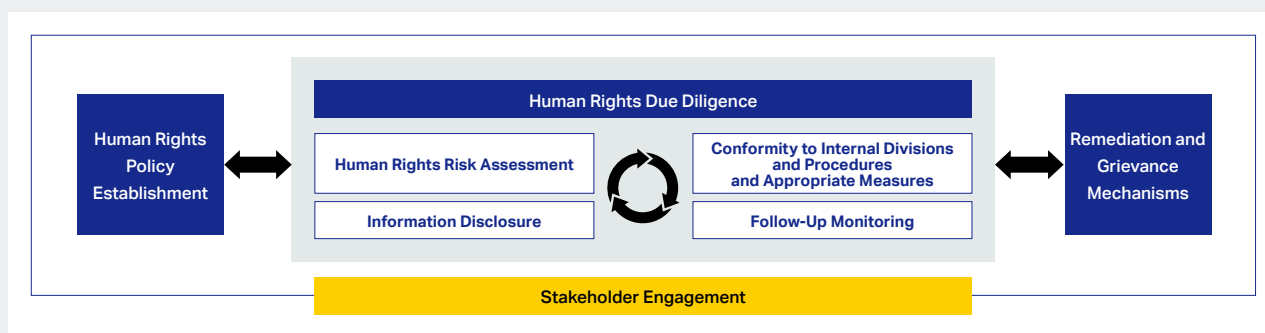 Human Rights Due Diligence
Human Rights
Policy
Establishment
Human Rights Risk Assessment
Conformity to Internal Divisions
and Procedures
and Appropriate Measures
Information Disclosure
Follow-Up Monitoring
Remediation and
Grievance
Mechanisms
Stakeholder Engagement